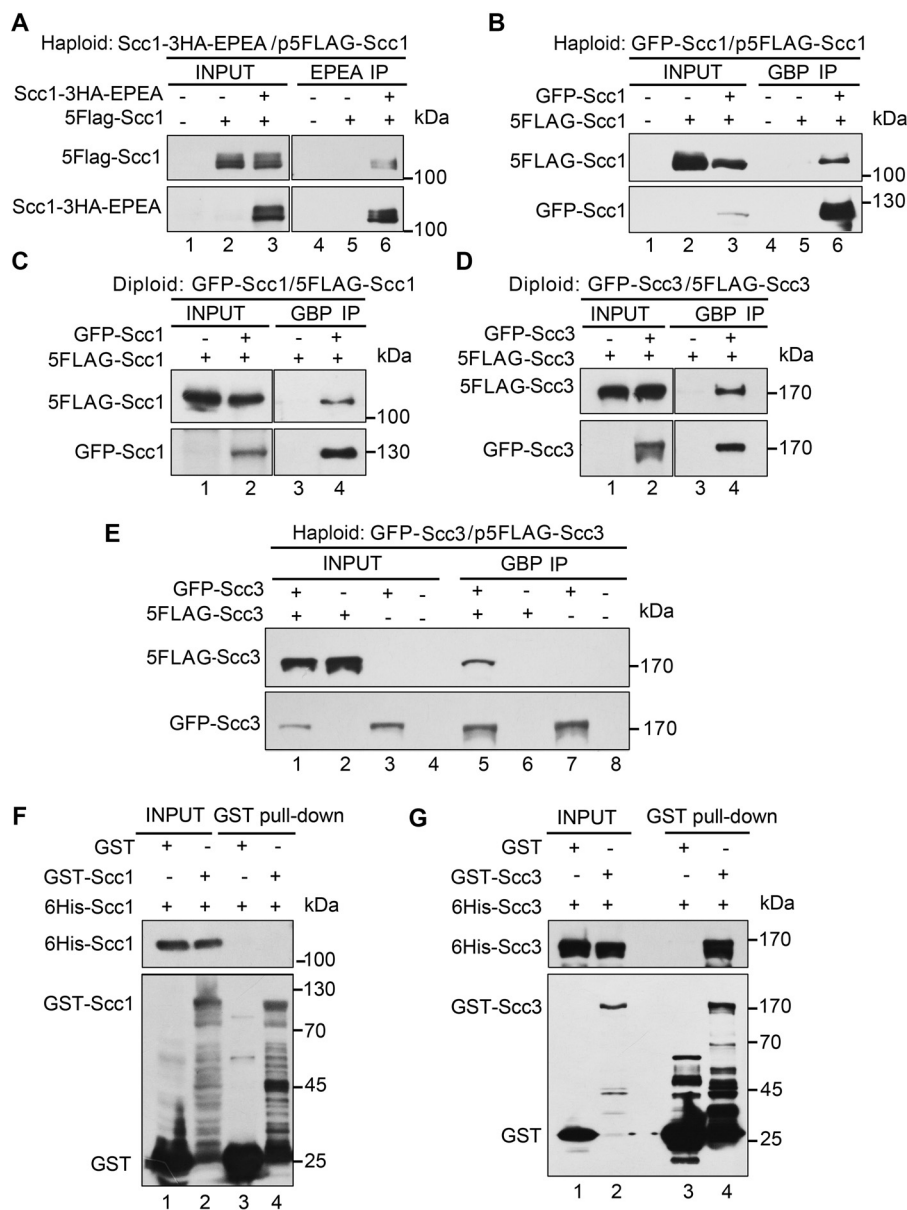 A
Haploid: Scc1-3HA-EPEA/p5FLAG-Scc1
INPUT EPEA IP
Scc1-3HA-EPEA - - + - - +
5Flag-Scc1 - + + - + + kDa
5Flag-Scc1
100
Scc1-3HA-EPEA
100
1 2 3 4 5 6
B
Haploid: GFP-Scc1/p5FLAG-Scc1
INPUT GBP IP
GFP-Scc1 - - + - - +
5FLAG-Scc1 - + + - + + kDa
5FLAG-Scc1
100
130
GFP-Scc1
1 2 3 4 5 6
C
Diploid: GFP-Scc1/5FLAG-Scc1
INPUT GBP IP
GFP-Scc1 - + - +
5FLAG-Scc1 + + + + kDa
5FLAG-Scc1
100
GFP-Scc1 130
1 2 3 4
D
Diploid: GFP-Scc3/5FLAG-Scc3
INPUT GBP IP
GFP-Scc3 - + - +
5FLAG-Scc3 + + + + kDa
5FLAG-Scc3 170
GFP-Scc3 170
1 2 3 4
E
Haploid: GFP-Scc3/p5FLAG-Scc3
INPUT GBP IP
GFP-Scc3 + - + - + - + -
5FLAG-Scc3 + + - - + + - - kDa
5FLAG-Scc3 170
GFP-Scc3 170
1 2 3 4 5 6 7 8
F
INPUT GST pull-down
GST + - + -
GST-Scc1 - + - +
6His-Scc1 + + + + kDa
6His-Scc1
100
130
GST-Scc1
70
45
GST 25
1 2 3 4
G
INPUT GST pull-down
GST + - + -
GST-Scc3 - + - +
6His-Scc3 + + + + kDa
6His-Scc3 170
GST-Scc3 170
70
45
GST 25
1 2 3 4